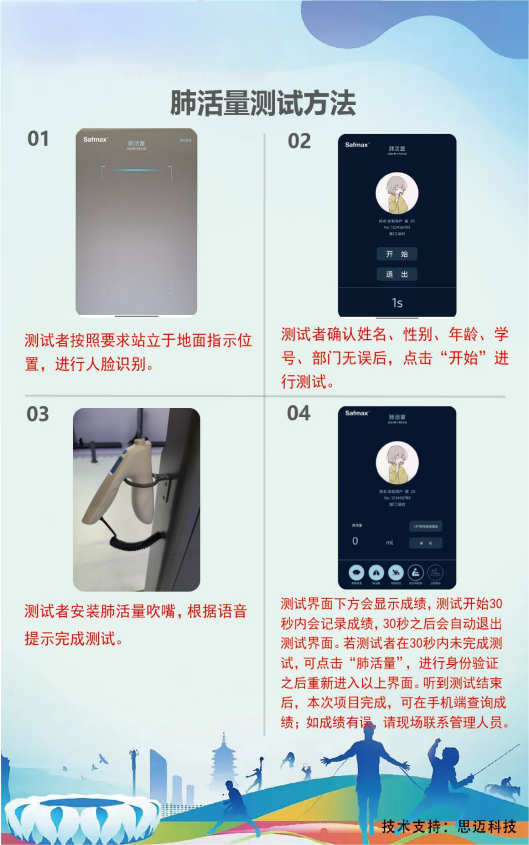 肺活量测试方法
01
Safmax
肺活量
测试者按照要求站立于地面指示位
置，进行人脸识别。
02
Safmax
肺活量
开 始
退 出
1s
测试者确认姓名、性别、年龄、学
号、部门无误后，点击“开始”进
行测试。
03
测试者安装肺活量吹嘴，根据语音
提示完成测试。
04
Safmax
肺活量
肺活量
0
测试界面下方会显示成绩，测试开始30
秒内会记录成绩，30秒之后会自动退出
测试界面。若测试者在30秒内未完成测
试，可点击“肺活量”，进行身份验证
之后重新进入以上界面。听到测试结束
后，本次项目完成，可在手机端查询成
绩；如成绩有误，请现场联系管理人员。
技术支持：思迈科技